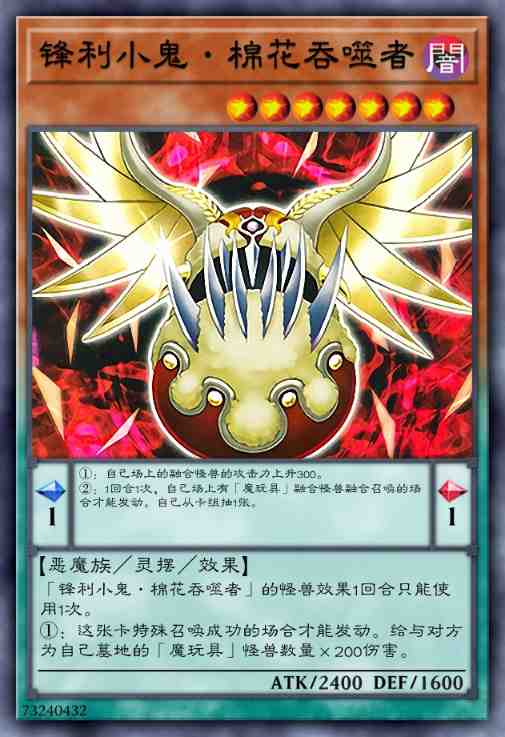 锋利小鬼・棉花吞噬者 闇
①：自己场上的融合怪兽的攻击力上升300。
②：1回合1次，自己场上有「魔玩具」融合怪兽融合召唤的场
合才能发动。自己从卡组抽1张。
1 1
【恶魔族／灵摆／效果】
「锋利小鬼・棉花吞噬者」的怪兽效果1回合只能使
用1次。
①：这张卡特殊召唤成功的场合才能发动。给与对方
为自己墓地的「魔玩具」怪兽数量×200伤害。
ATK/2400 DEF/1600
73240432